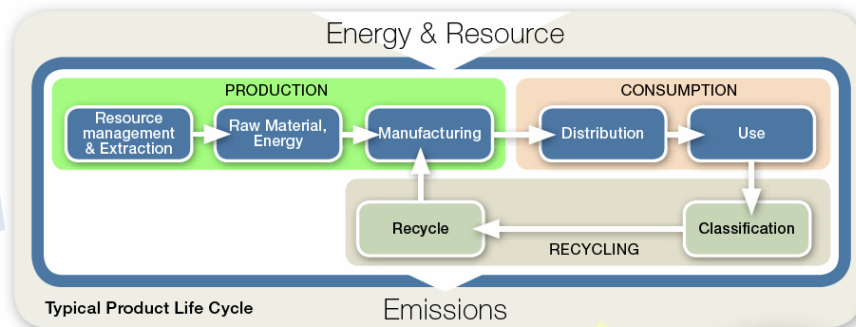 Energy & Resource
PRODUCTION
CONSUMPTION
Resource
management
& Extraction
Raw Material,
Energy
Manufacturing
Distribution
Use
Recycle
Classification
RECYCLING
Typical Product Life Cycle
Emissions